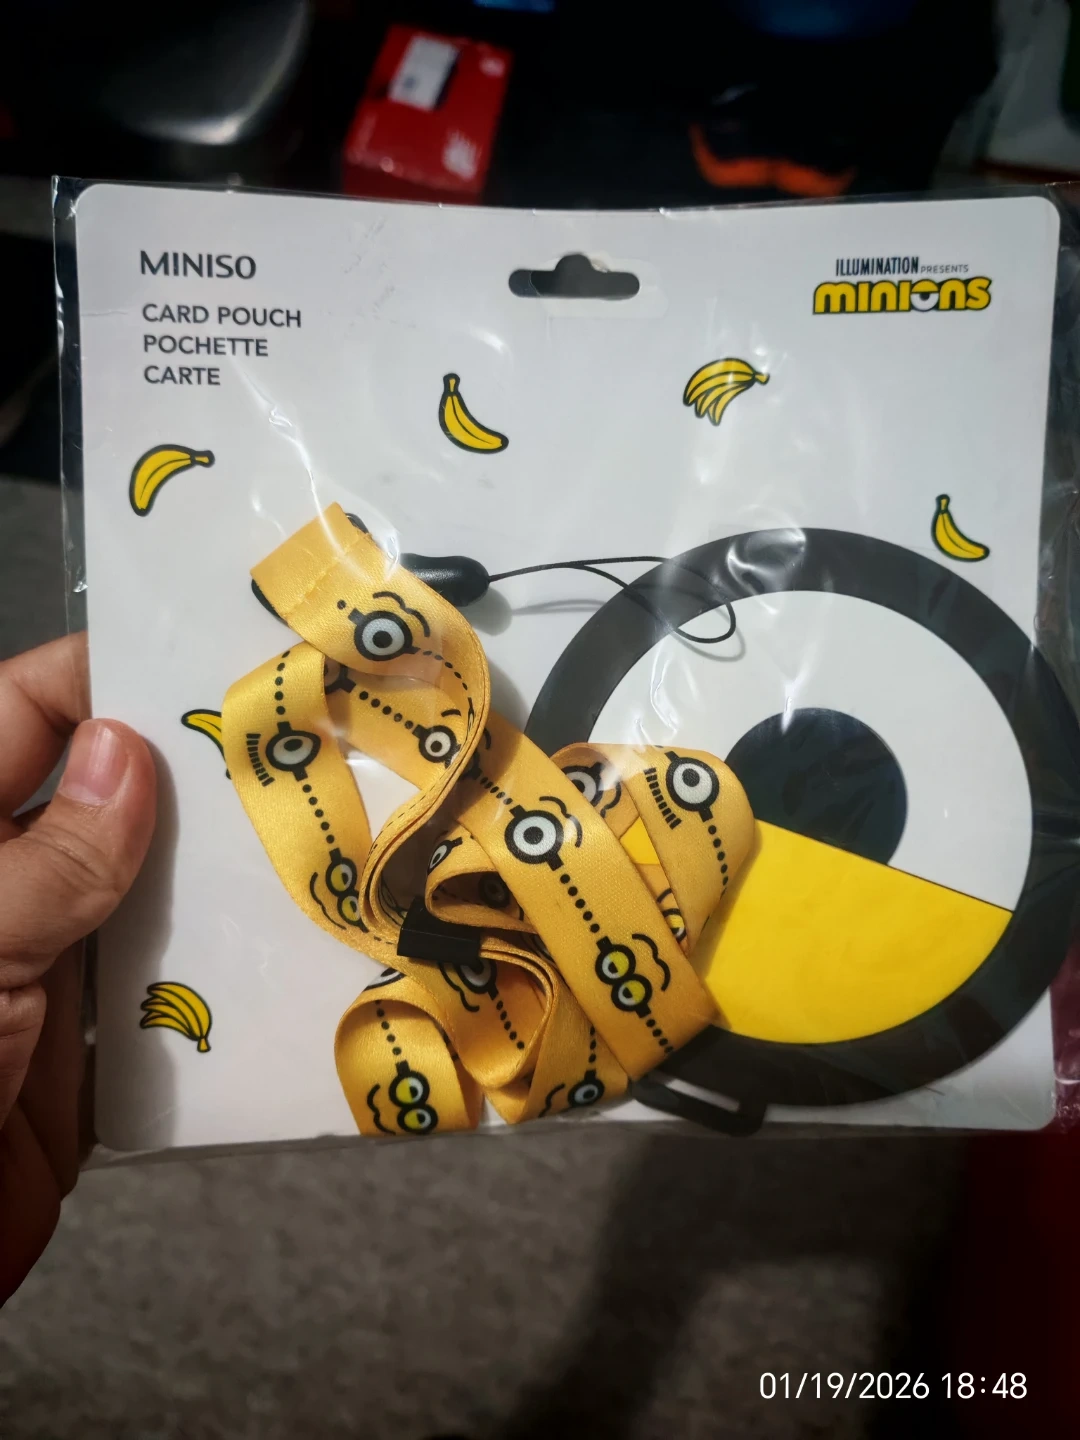 MINISO
CARD POUCH
POCHETTE
CARTE
ILLUMINATION PRESENTS
MINIONS
01/19/2026 18:48